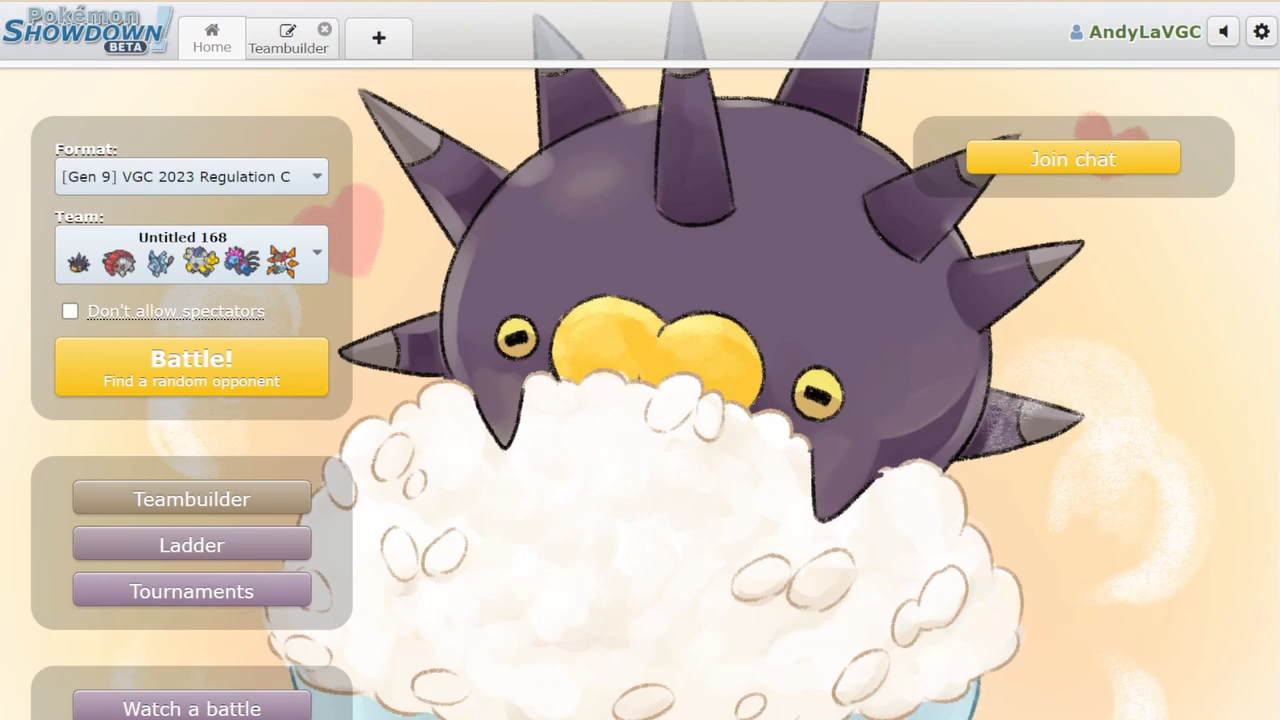 Pokémon
SHOWDOWN!
BETA
Home
Teambuilder
+
AndyLaVGC
Format:
[Gen 9] VGC 2023 Regulation C
Team:
Untitled 168
Don't allow spectators
Battle!
Find a random opponent
Join chat
Teambuilder
Ladder
Tournaments
Watch a battle